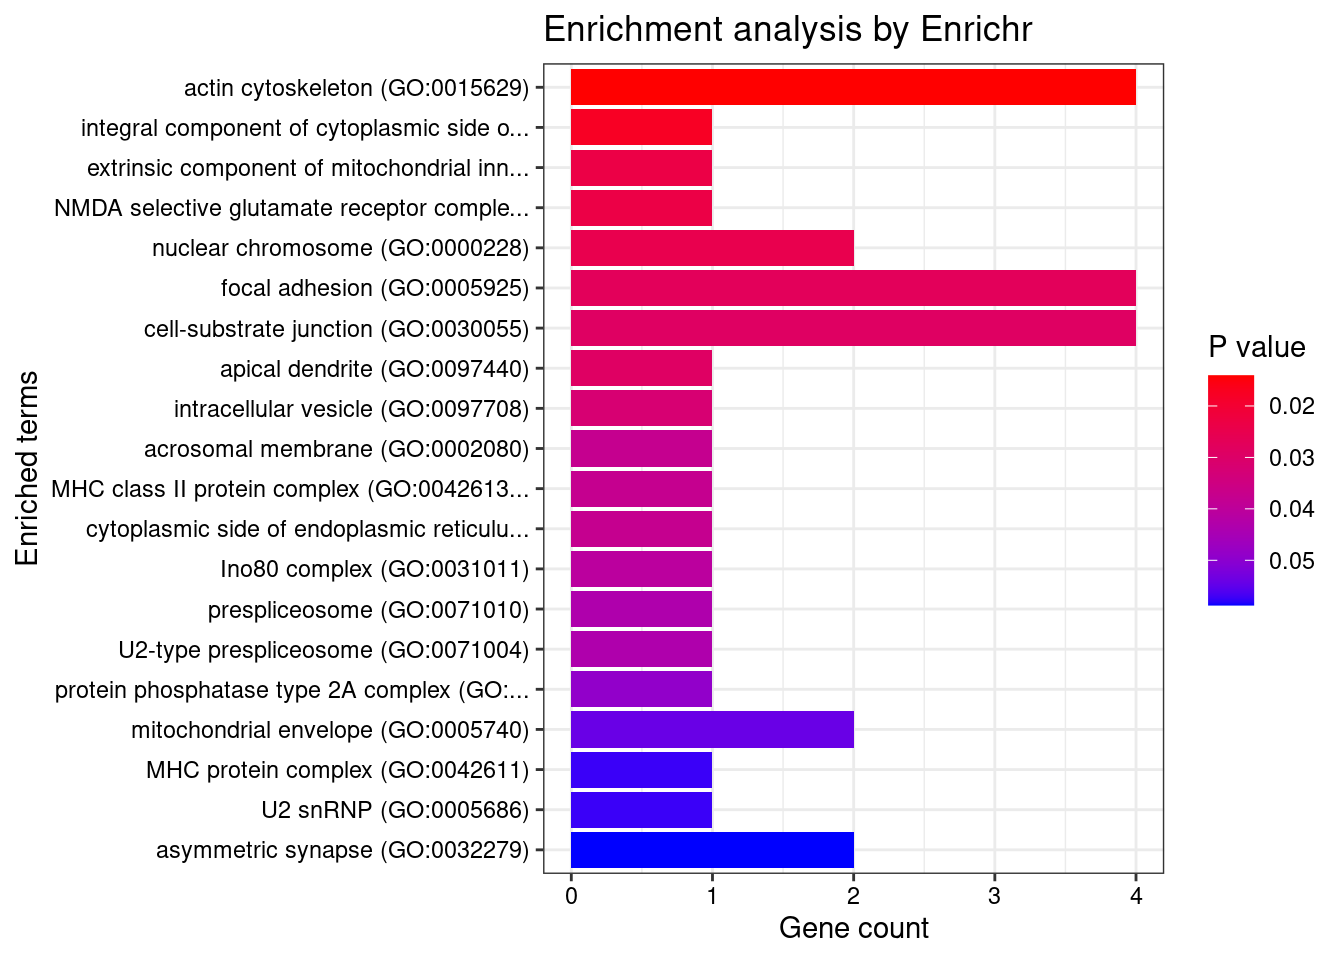 Enrichment analysis by Enrichr
actin cytoskeleton (GO:0015629)
integral component of cytoplasmic side o...
extrinsic component of mitochondrial inn...
NMDA selective glutamate receptor comple...
nuclear chromosome (GO:0000228)
focal adhesion (GO:0005925)
cell-substrate junction (GO:0030055)
apical dendrite (GO:0097440)
intracellular vesicle (GO:0097708)
acrosomal membrane (GO:0002080)
MHC class II protein complex (GO:0042613...
cytoplasmic side of endoplasmic reticulu...
Ino80 complex (GO:0031011)
prespliceosome (GO:0071010)
U2-type prespliceosome (GO:0071004)
protein phosphatase type 2A complex (GO:...
mitochondrial envelope (GO:0005740)
MHC protein complex (GO:0042611)
U2 snRNP (GO:0005686)
asymmetric synapse (GO:0032279)
Enriched terms
0 1 2 3 4
Gene count
P value
0.02
0.03
0.04
0.05